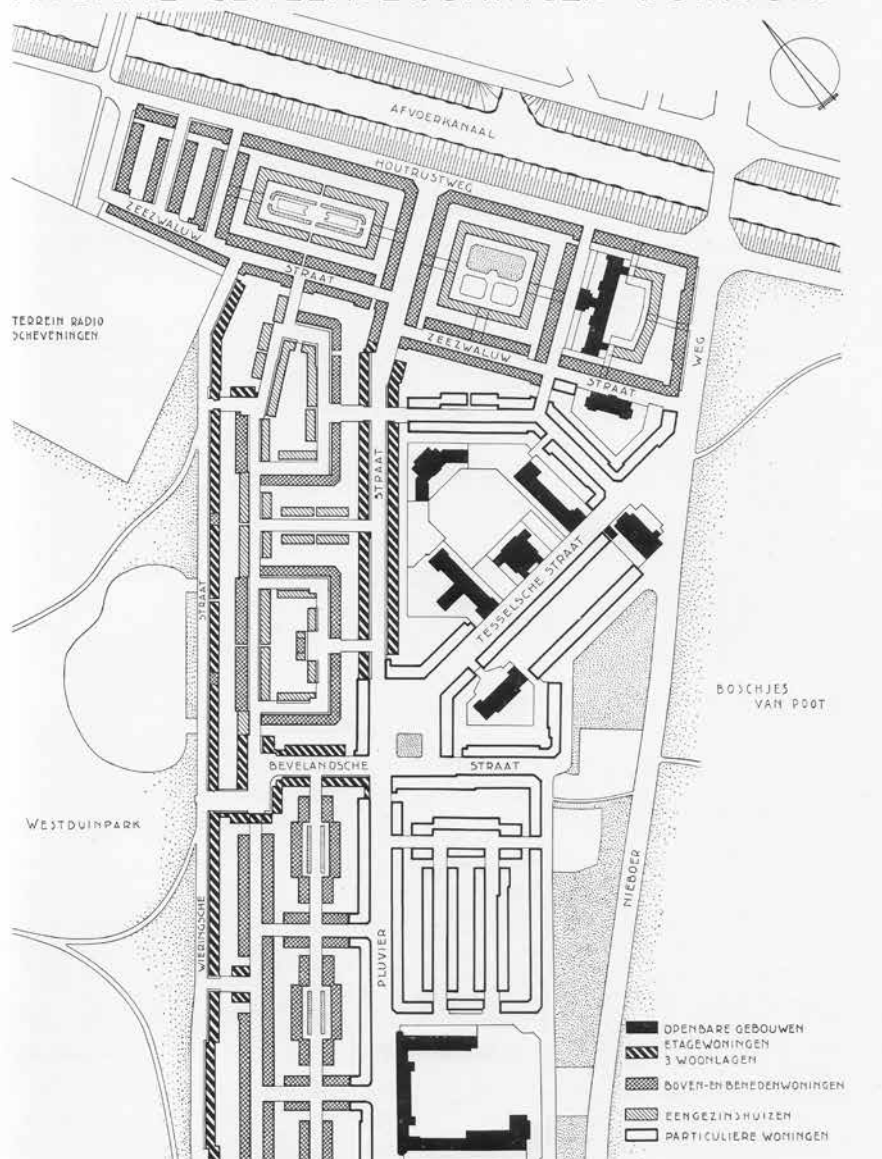 AFVOERKANAAL
HOUTRUSTWEG
ZEEZWALUW
STRAAT
TERREIN RADIO
SCHEVENINGEN
ZEEZWALUW
STRAAT
WEG
STRAAT
STRAAT
TESSELSCHE STRAAT
BOSCHJES
VAN POOT
BEVELANDSCHE STRAAT
WESTDUINPARK
WIERINGSCHE
PLUVIER
NIEBOER
OPENBARE GEBOUWEN
ETAGEWONINGEN
3 WOONLAGEN
BOVEN-EN BENEDENWONINGEN
EENGEZINSHUIZEN
PARTICULIERE WONINGEN